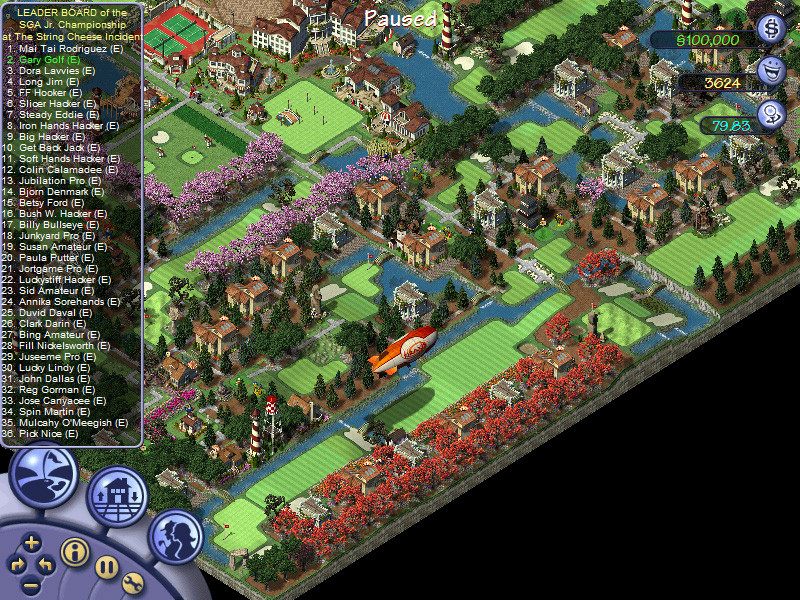 LEADER BOARD of the
SGA Jr. Championship
at The String Cheese Incident
1. Mai Tai Rodriguez (E)
2. Gary Golf (E)
3. Dora Lavvies (E)
4. Long Jim (E)
5. FF Hooker (E)
6. Slicer Hacker (E)
7. Steady Eddie (E)
8. Iron Hands Hacker (E)
9. Big Hacker (E)
10. Get Back Jack (E)
11. Soft Hands Hacker (E)
12. Colin Calamadee (E)
13. Jubilation Pro (E)
14. Bjorn Denmark (E)
15. Betsy Ford (E)
16. Bush W. Hacker (E)
17. Billy Bullseye (E)
18. Junkyard Pro (E)
19. Susan Amateur (E)
20. Paula Putter (E)
21. Jortgame Pro (E)
22. Luckystiff Hacker (E)
23. Sid Amateur (E)
24. Annika Sorehands (E)
25. Duvid Daval (E)
26. Clark Darin (E)
27. Bing Amateur (E)
28. Fill Nickelsworth (E)
29. Juseeme Pro (E)
30. Lucky Lindy (E)
31. John Dallas (E)
32. Reg Gorman (E)
33. Jose Canyacee (E)
34. Spin Martin (E)
35. Mulcahy O'Meegish (E)
36. Pick Nice (E)
Paused
$100,000
3624
79.83